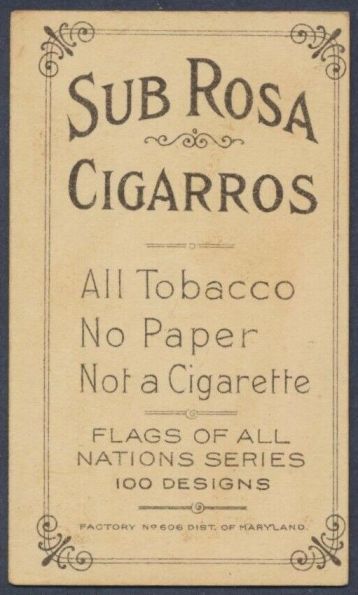 SUB ROSA
CIGARROS
All Tobacco
No Paper
Not a Cigarette
FLAGS OF ALL
NATIONS SERIES
100 DESIGNS
FACTORY Nº 606 DIST. OF MARYLAND.